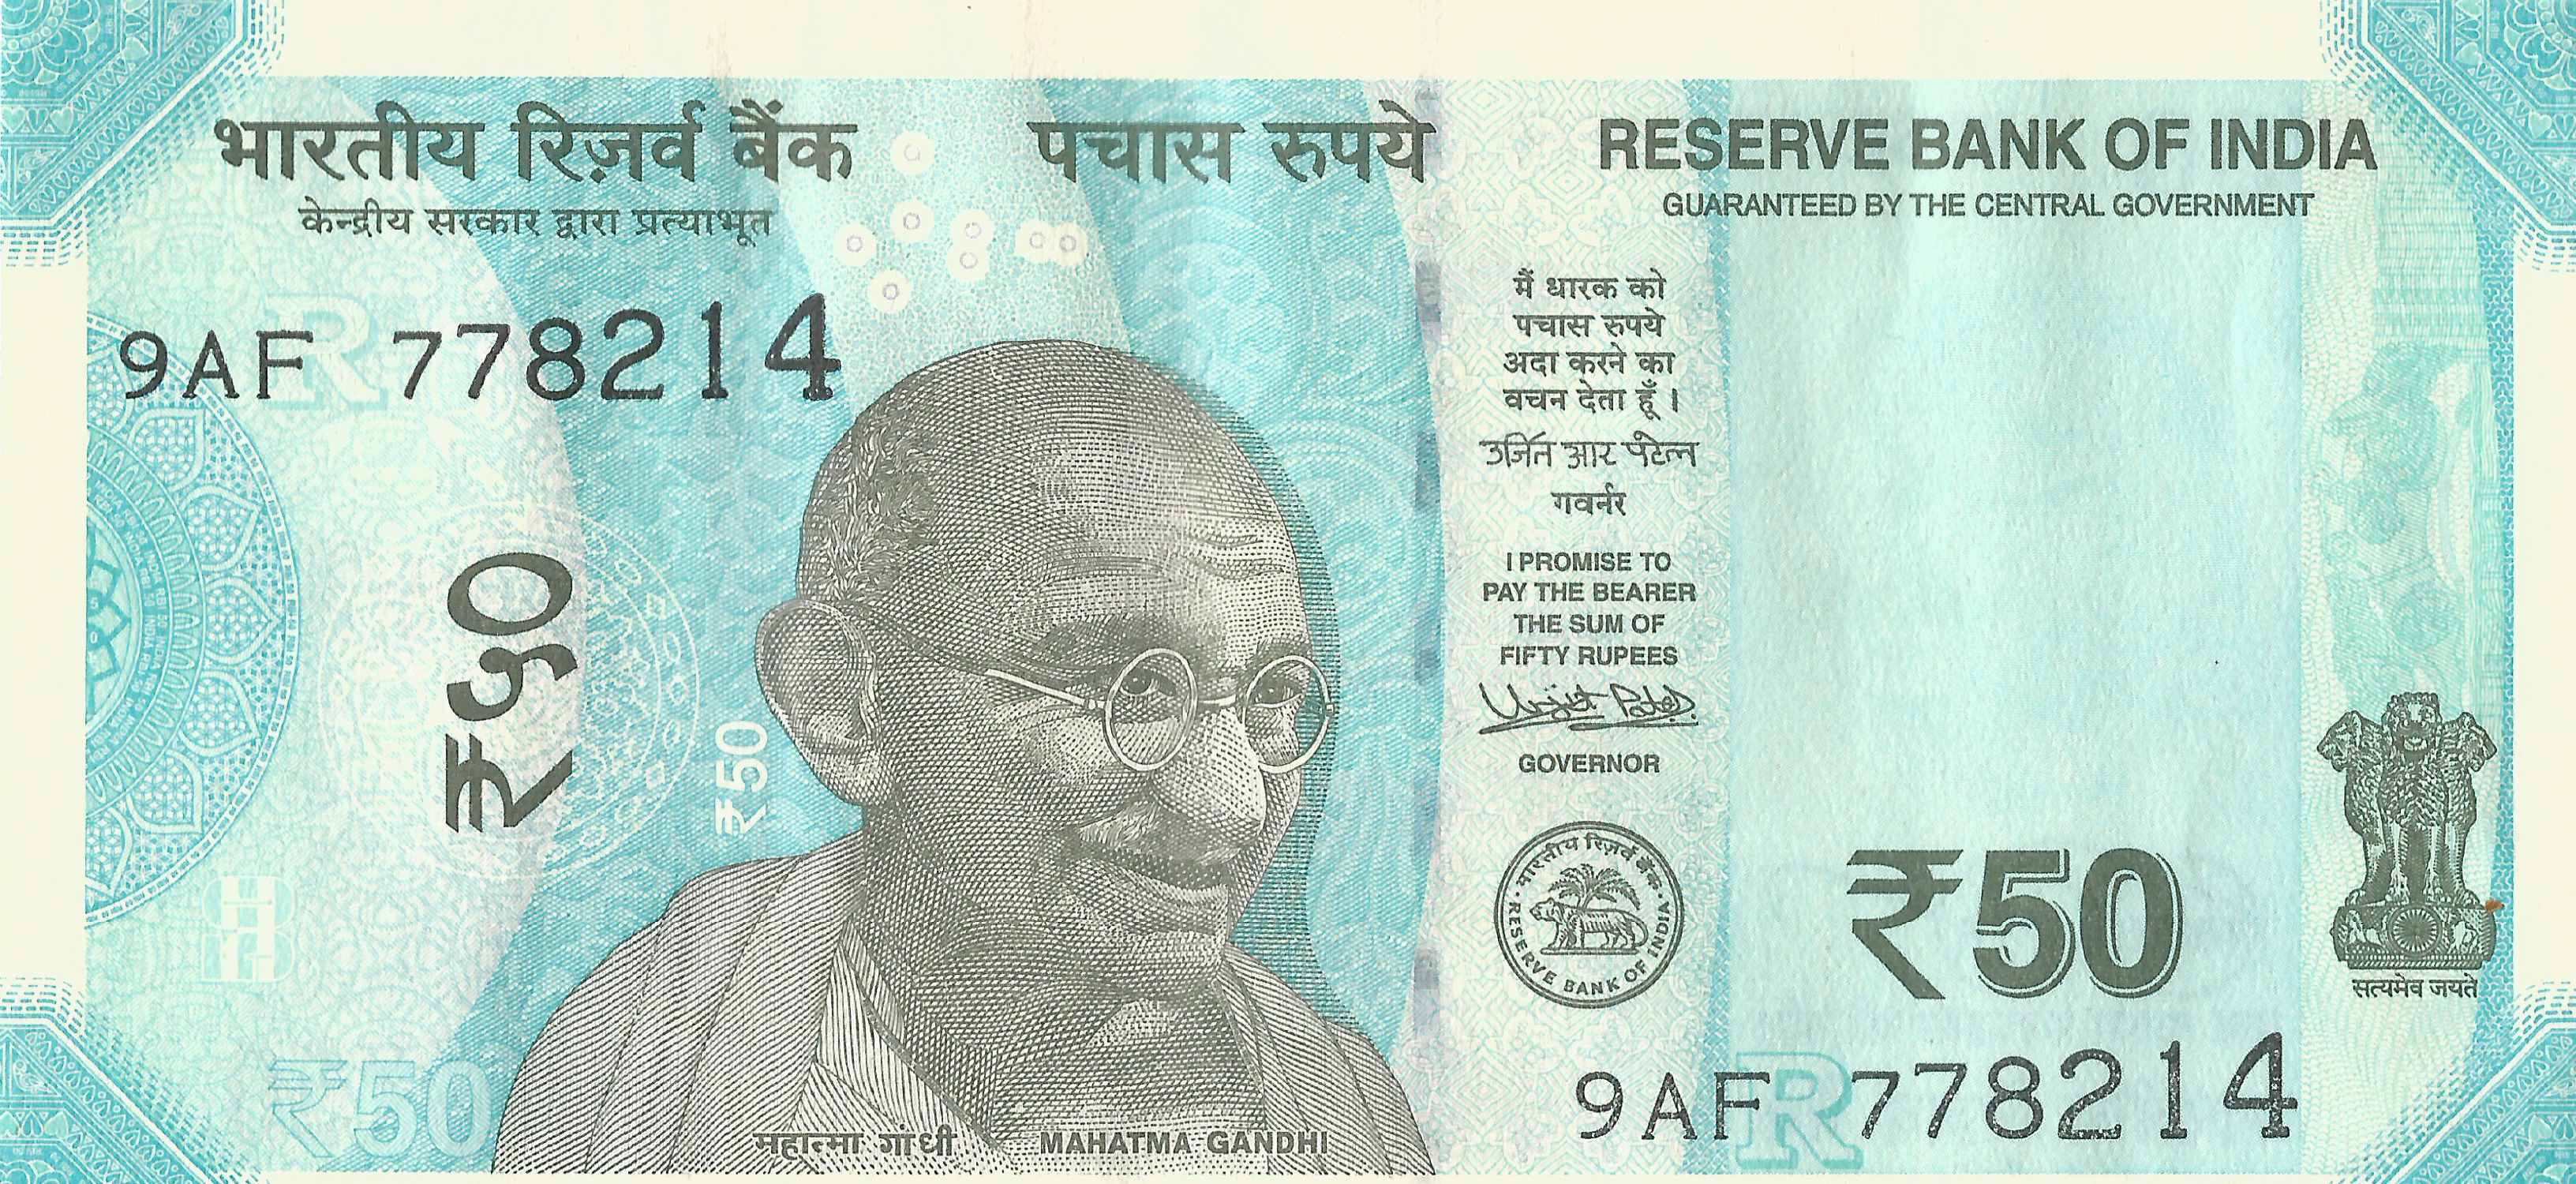 भारतीय रिज़र्व बैंक
केन्द्रीय सरकार द्वारा प्रत्याभूत
पचास रुपये
RESERVE BANK OF INDIA
GUARANTEED BY THE CENTRAL GOVERNMENT
9AF 778214
R
₹५०
₹50
₹50
महात्मा गांधी
MAHATMA GANDHI
मैं धारक को
पचास रुपये
अदा करने का
वचन देता हूँ ।
उर्जित आर पटेल
गवर्नर
I PROMISE TO
PAY THE BEARER
THE SUM OF
FIFTY RUPEES
Urjit Patel
GOVERNOR
भारतीय रिज़र्व बैंक
RESERVE BANK OF INDIA
₹50
सत्यमेव जयते
9AF 778214
R